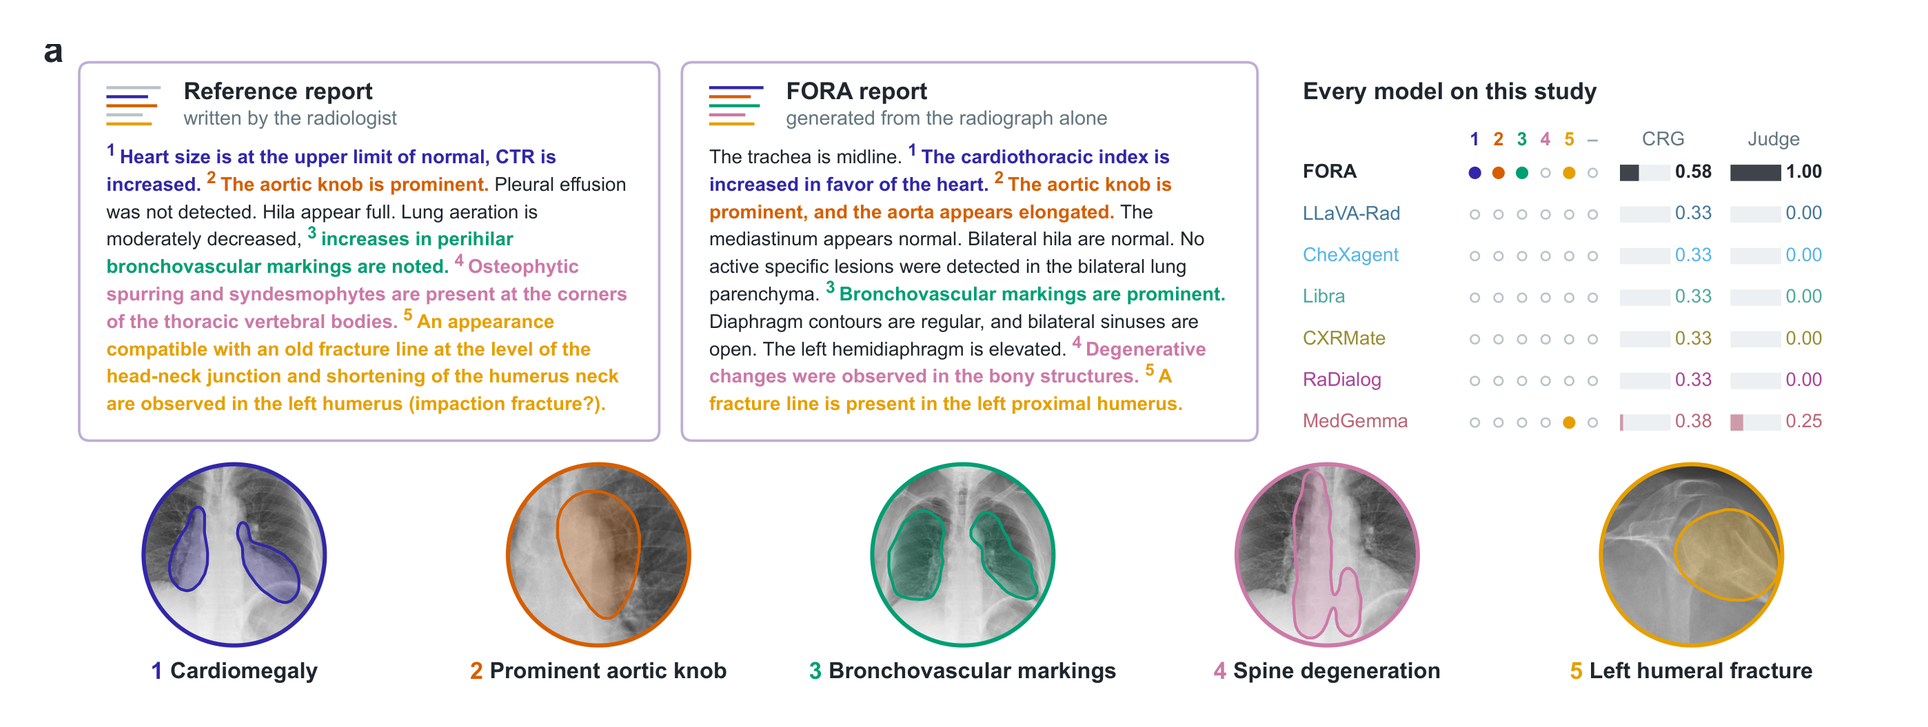 a
Reference report
written by the radiologist
1 Heart size is at the upper limit of normal, CTR is
increased. 2 The aortic knob is prominent. Pleural effusion
was not detected. Hila appear full. Lung aeration is
moderately decreased, 3 increases in perihilar
bronchovascular markings are noted. 4 Osteophytic
spurring and syndesmophytes are present at the corners
of the thoracic vertebral bodies. 5 An appearance
compatible with an old fracture line at the level of the
head-neck junction and shortening of the humerus neck
are observed in the left humerus (impaction fracture?).
FORA report
generated from the radiograph alone
The trachea is midline. 1 The cardiothoracic index is
increased in favor of the heart. 2 The aortic knob is
prominent, and the aorta appears elongated. The
mediastinum appears normal. Bilateral hila are normal. No
active specific lesions were detected in the bilateral lung
parenchyma. 3 Bronchovascular markings are prominent.
Diaphragm contours are regular, and bilateral sinuses are
open. The left hemidiaphragm is elevated. 4 Degenerative
changes were observed in the bony structures. 5 A
fracture line is present in the left proximal humerus.
Every model on this study
1 2 3 4 5 – CRG Judge
FORA 0.58 1.00
LLaVA-Rad 0.33 0.00
CheXagent 0.33 0.00
Libra 0.33 0.00
CXRMate 0.33 0.00
RaDialog 0.33 0.00
MedGemma 0.38 0.25
1 Cardiomegaly
2 Prominent aortic knob
3 Bronchovascular markings
4 Spine degeneration
5 Left humeral fracture